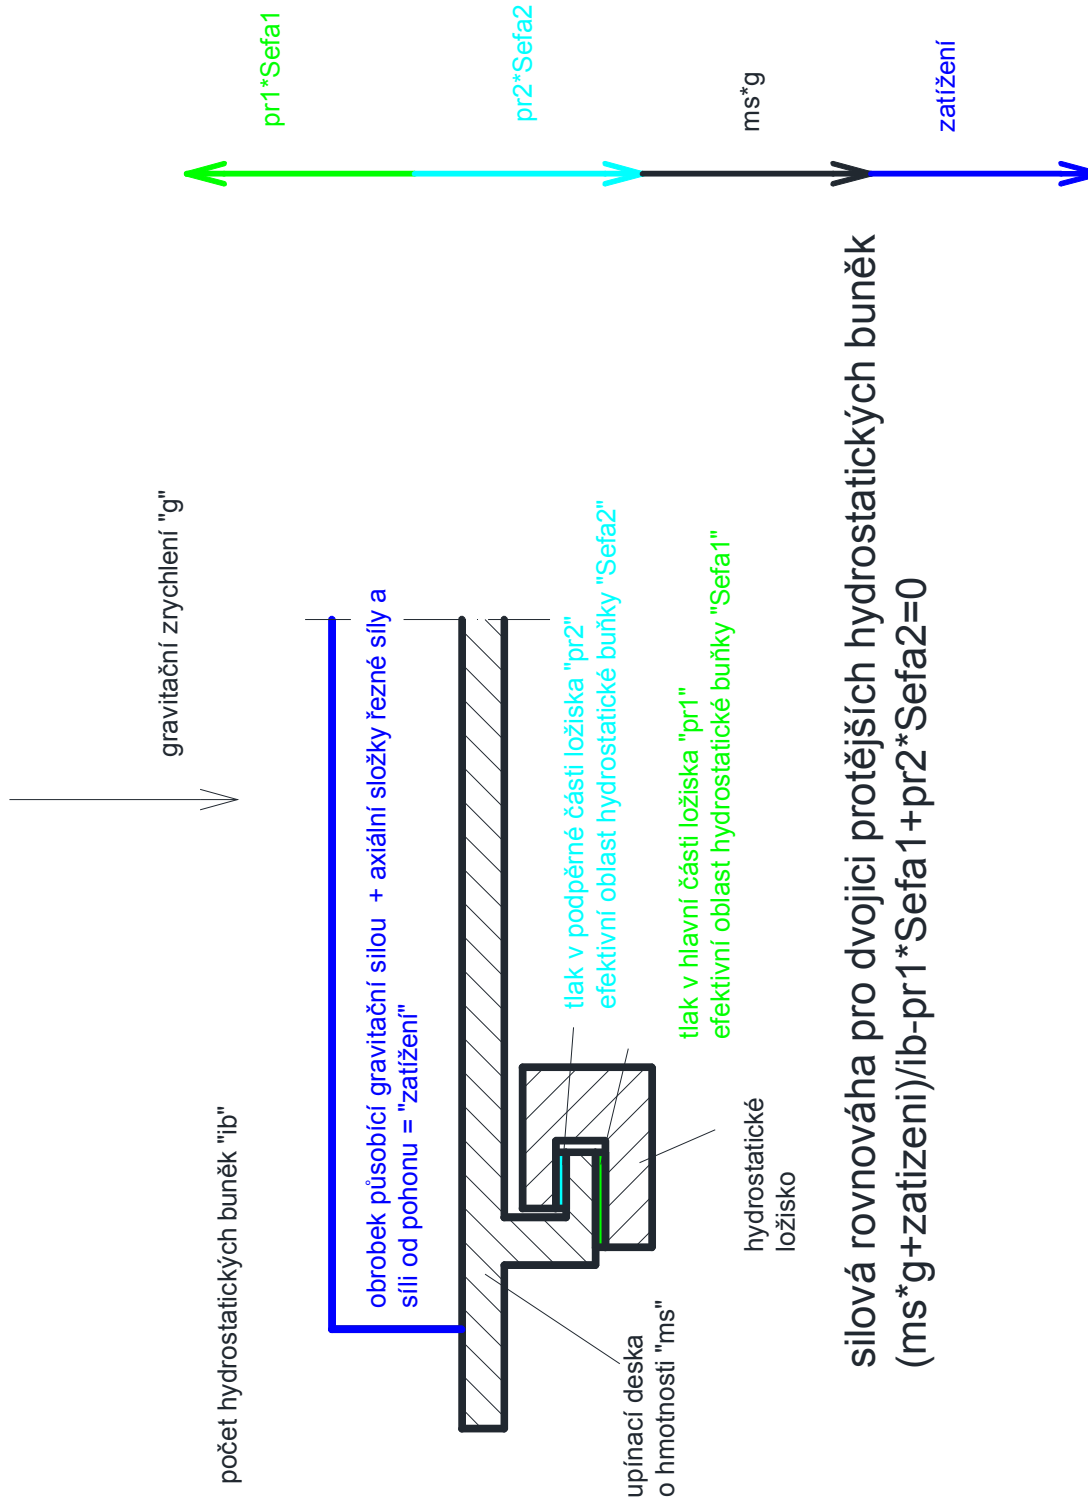 počet hydrostatických buněk "ib"
gravitační zrychlení "g"
obrobek působící gravitační silou + axiální složky řezné síly a
síli od pohonu = "zatížení"
tlak v podpěrné části ložiska "pr2"
efektivní oblast hydrostatické buňky "Sefa2"
tlak v hlavní části ložiska "pr1"
efektivní oblast hydrostatické buňky "Sefa1"
upínací deska
o hmotnosti "ms"
hydrostatické
ložisko
pr1*Sefa1
pr2*Sefa2
ms*g
zatížení
silová rovnováha pro dvojici protějších hydrostatických buněk
(ms*g+zatizeni)/ib-pr1*Sefa1+pr2*Sefa2=0